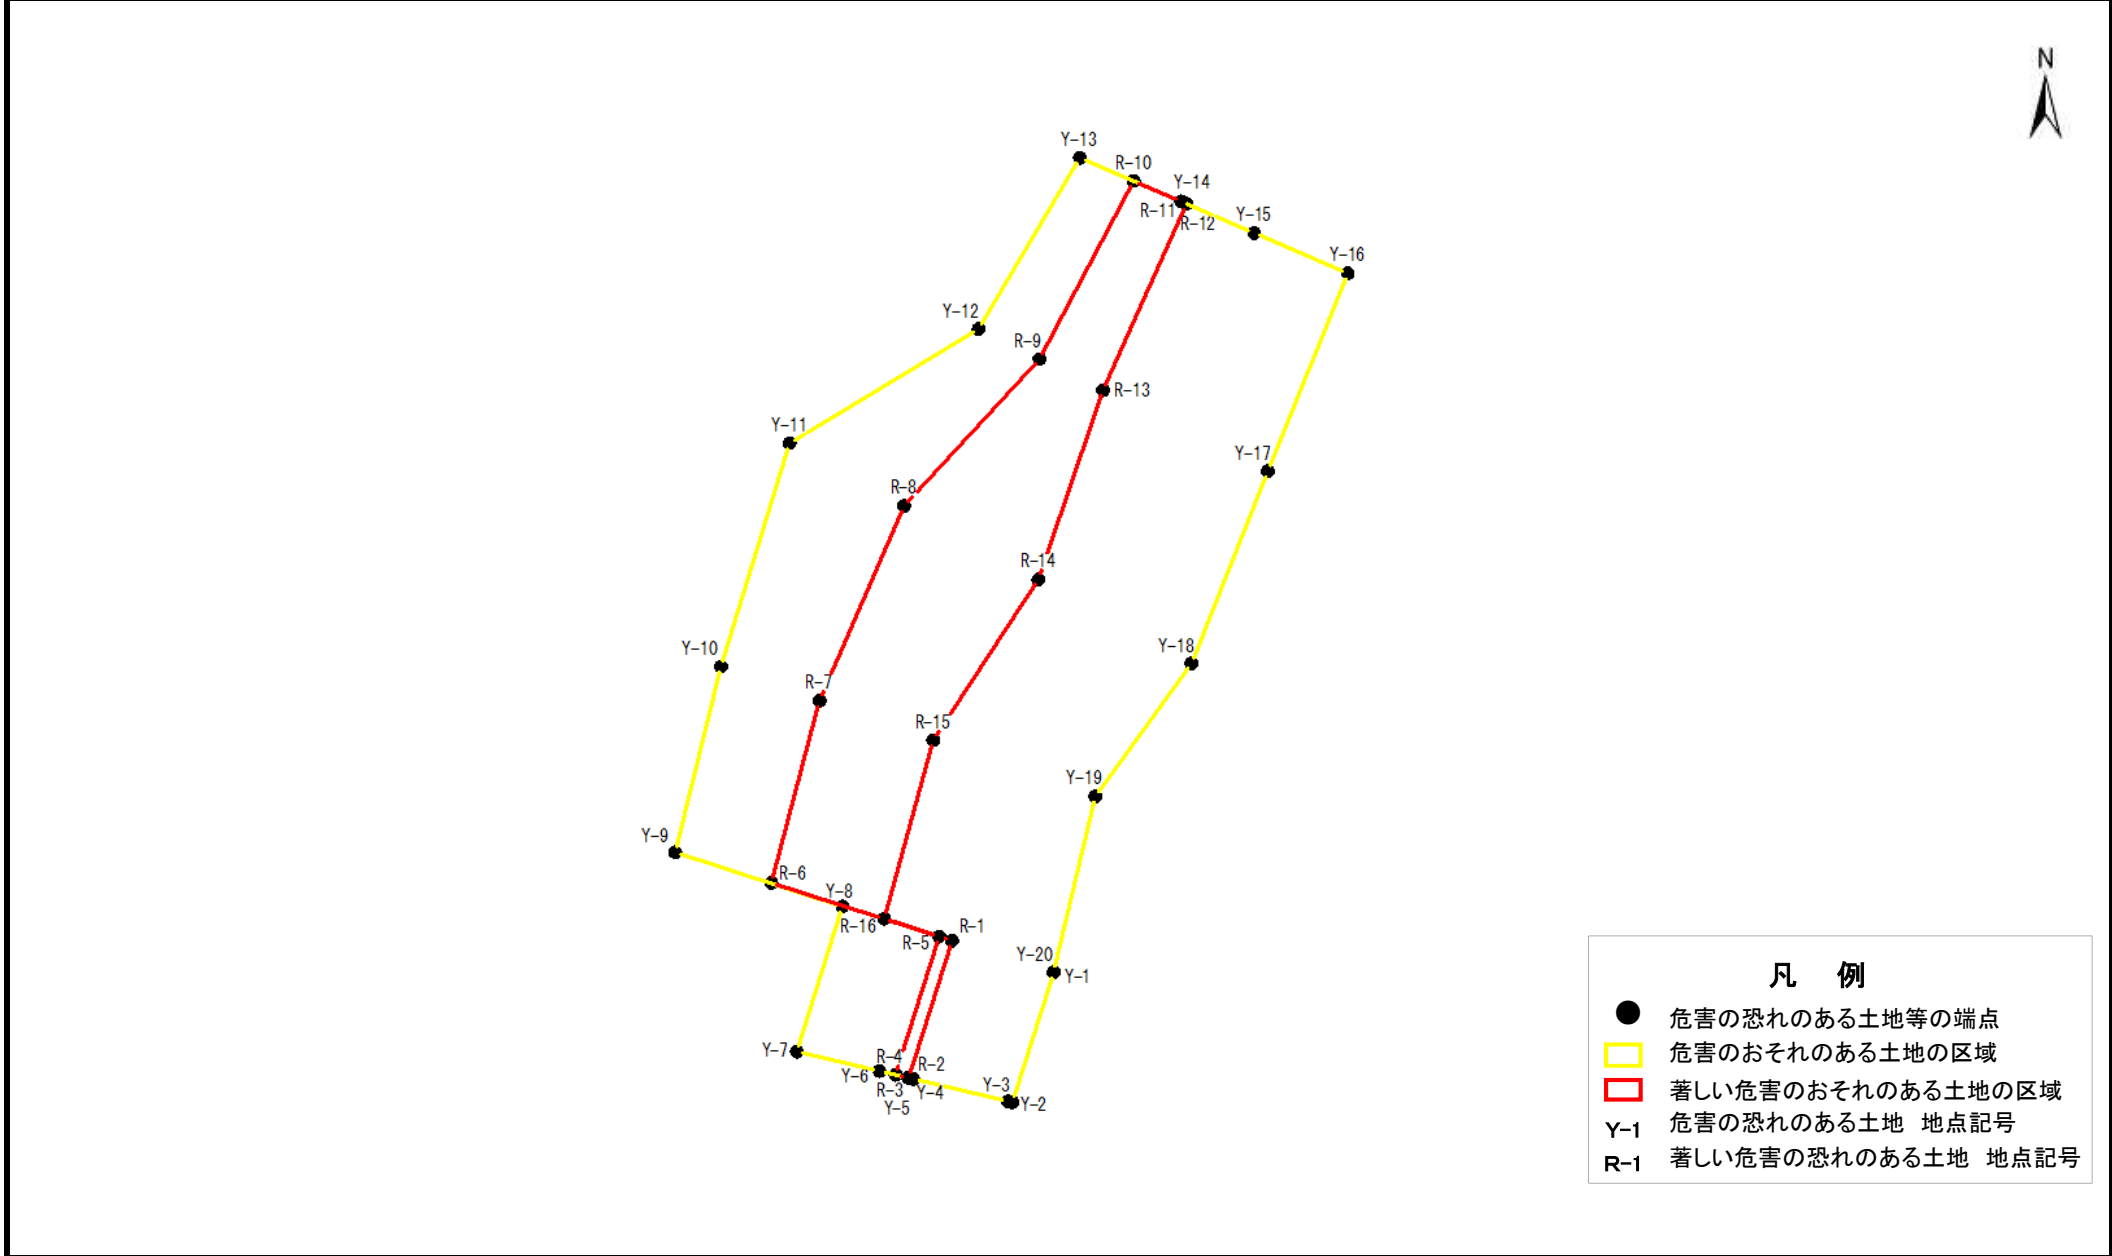 N
Y-13
R-10
Y-14
R-11
R-12
Y-15
Y-16
Y-12
R-9
R-13
Y-11
Y-17
R-8
R-14
Y-10
Y-18
R-7
R-15
Y-19
Y-9
R-6
Y-8
R-16
R-1
R-5
Y-20
Y-1
Y-7
R-4
R-2
Y-6
R-3
Y-4
Y-3
Y-5
Y-2
凡 例
危害の恐れのある土地等の端点
危害のおそれのある土地の区域
著しい危害のおそれのある土地の区域
Y-1 危害の恐れのある土地 地点記号
R-1 著しい危害の恐れのある土地 地点記号